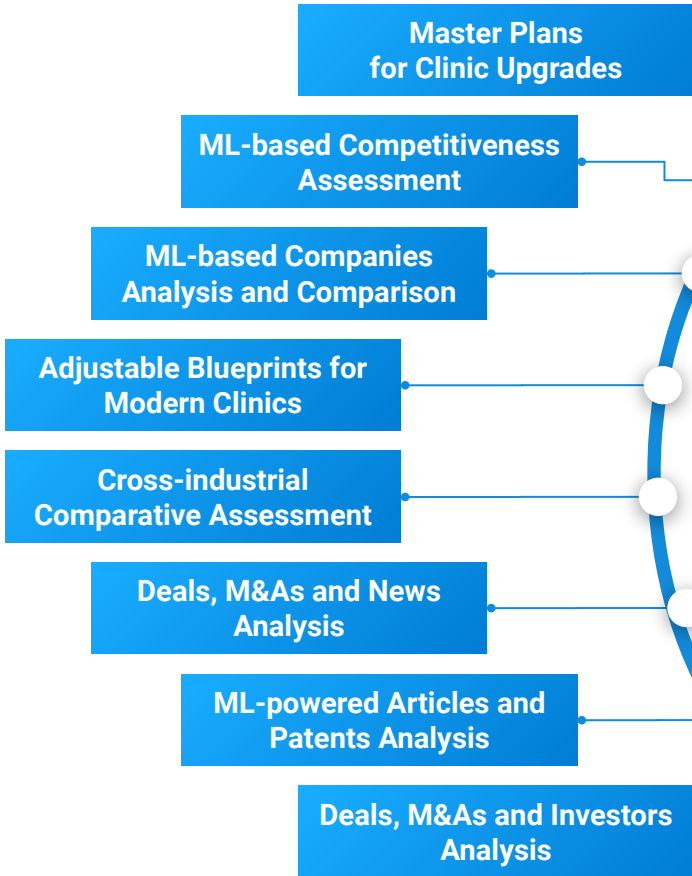 Master Plans
for Clinic Upgrades
ML-based Competitiveness
Assessment
ML-based Companies
Analysis and Comparison
Adjustable Blueprints for
Modern Clinics
Cross-industrial
Comparative Assessment
Deals, M&As and News
Analysis
ML-powered Articles and
Patents Analysis
Deals, M&As and Investors
Analysis